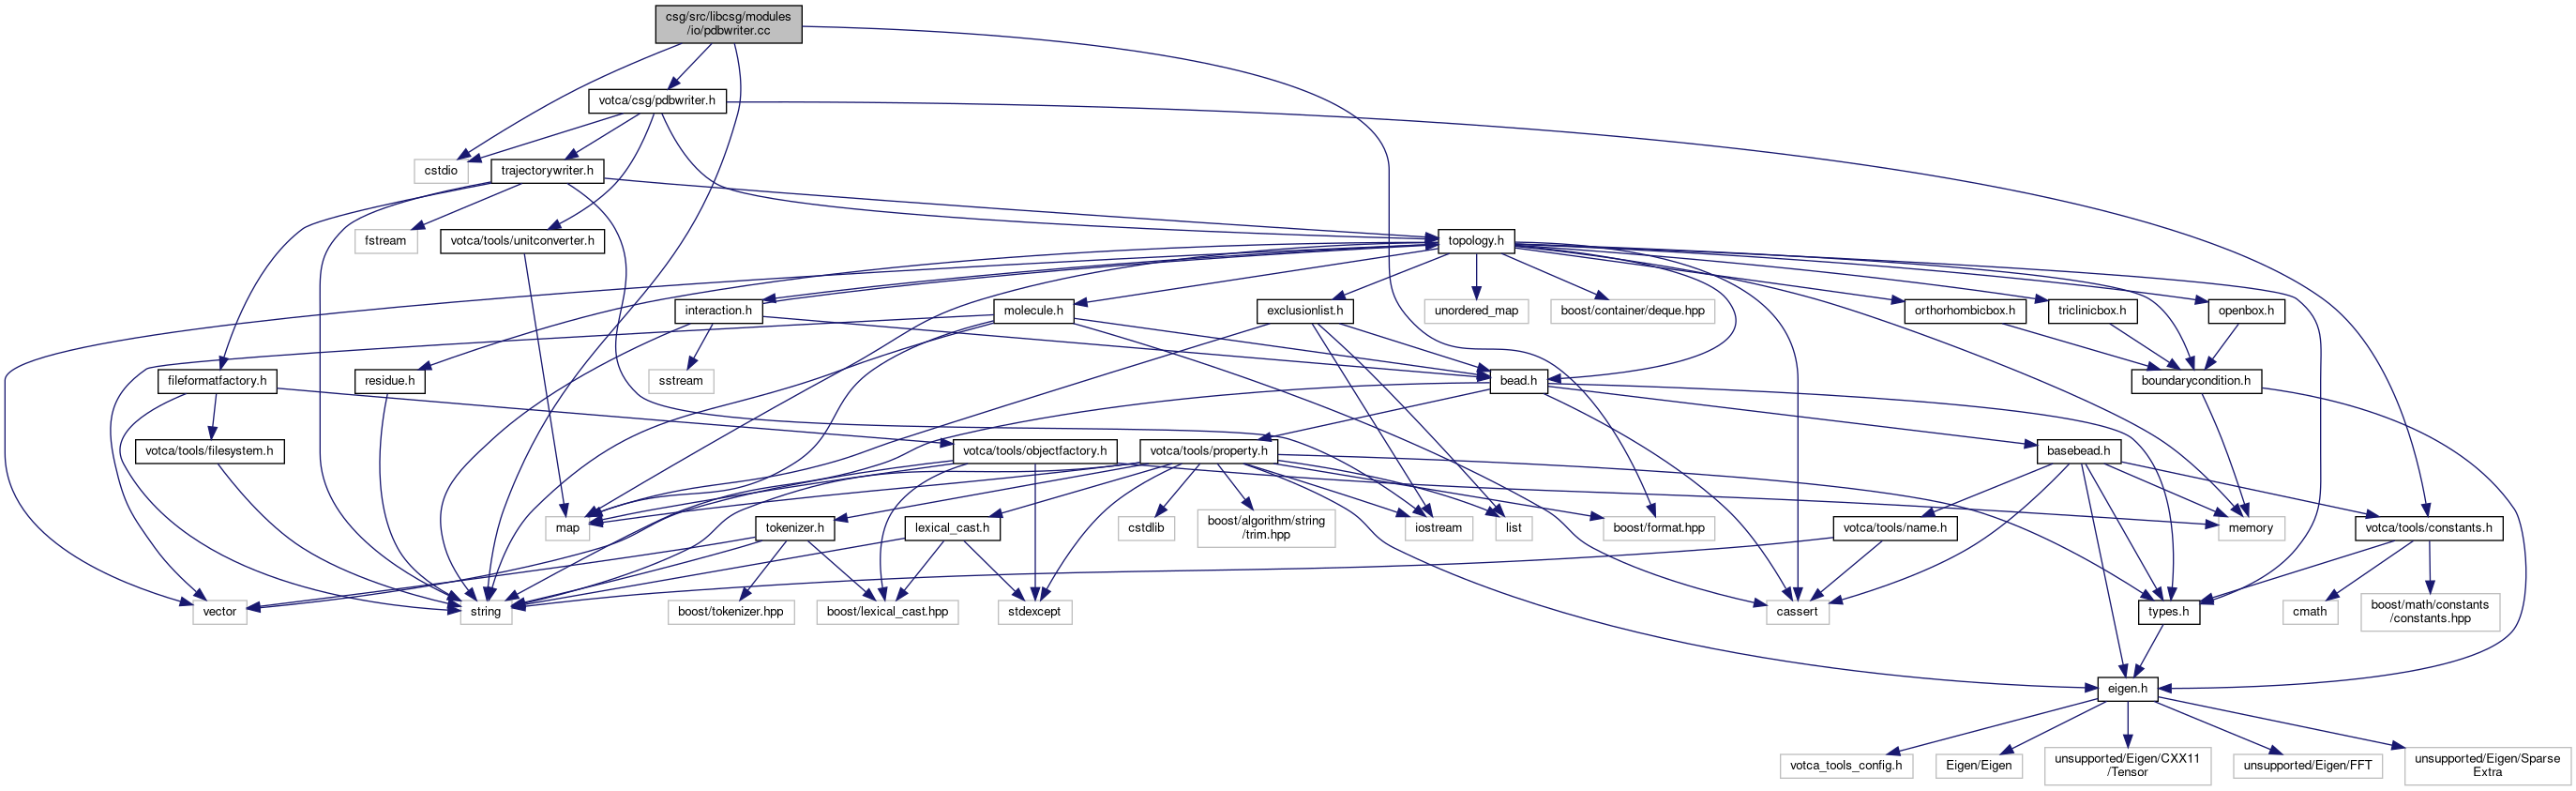 csg/src/libcsg/modules
/io/pdbwriter.cc
votca/csg/pdbwriter.h
cstdio
trajectorywriter.h
fstream
votca/tools/unitconverter.h
topology.h
interaction.h
molecule.h
exclusionlist.h
unordered_map
boost/container/deque.hpp
orthorhombicbox.h
triclinicbox.h
openbox.h
fileformatfactory.h
residue.h
sstream
bead.h
boundarycondition.h
votca/tools/filesystem.h
votca/tools/objectfactory.h
votca/tools/property.h
basebead.h
map
tokenizer.h
lexical_cast.h
cstdlib
boost/algorithm/string
/trim.hpp
iostream
list
boost/format.hpp
votca/tools/name.h
memory
votca/tools/constants.h
vector
string
boost/tokenizer.hpp
boost/lexical_cast.hpp
stdexcept
cassert
types.h
cmath
boost/math/constants
/constants.hpp
eigen.h
votca_tools_config.h
Eigen/Eigen
unsupported/Eigen/CXX11
/Tensor
unsupported/Eigen/FFT
unsupported/Eigen/Sparse
Extra